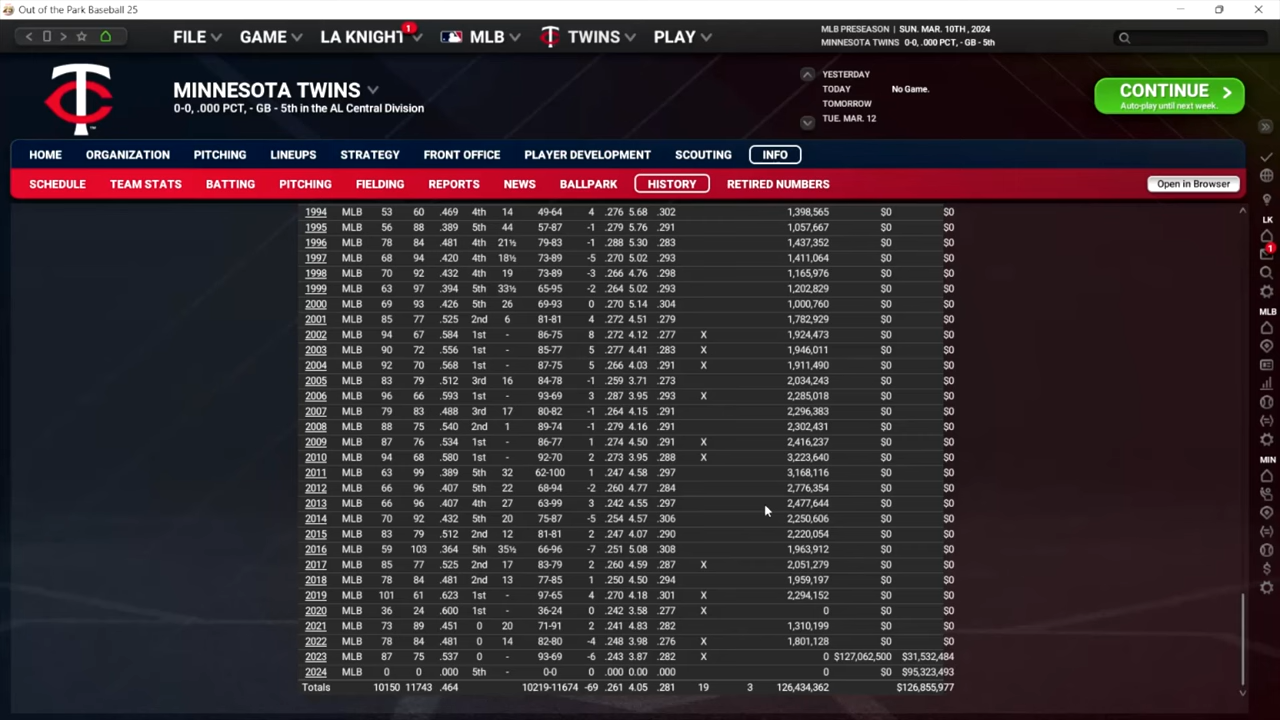 Out of the Park Baseball 25
FILE GAME LA KNIGHT 1 MLB TWINS PLAY
MLB PRESEASON | SUN. MAR. 10TH, 2024
MINNESOTA TWINS 0-0, .000 PCT, - GB - 5th
MINNESOTA TWINS
0-0, .000 PCT, - GB - 5th in the AL Central Division
YESTERDAY
TODAY No Game.
TOMORROW
TUE. MAR. 12
CONTINUE
Auto-play until next week.
HOME ORGANIZATION PITCHING LINEUPS STRATEGY FRONT OFFICE PLAYER DEVELOPMENT SCOUTING INFO
SCHEDULE TEAM STATS BATTING PITCHING FIELDING REPORTS NEWS BALLPARK HISTORY RETIRED NUMBERS Open in Browser
1994 MLB 53 60 .469 4th 14 49-64 4 .276 5.68 .302 1,398,565 $0 $0
1995 MLB 56 88 .389 5th 44 57-87 -1 .279 5.76 .291 1,057,667 $0 $0
1996 MLB 78 84 .481 4th 21½ 79-83 -1 .288 5.30 .283 1,437,352 $0 $0
1997 MLB 68 94 .420 4th 18½ 73-89 -5 .270 5.02 .293 1,411,064 $0 $0
1998 MLB 70 92 .432 4th 19 73-89 -3 .266 4.76 .298 1,165,976 $0 $0
1999 MLB 63 97 .394 5th 33½ 65-95 -2 .264 5.02 .293 1,202,829 $0 $0
2000 MLB 69 93 .426 5th 26 69-93 0 .270 5.14 .304 1,000,760 $0 $0
2001 MLB 85 77 .525 2nd 6 81-81 4 .272 4.51 .279 1,782,929 $0 $0
2002 MLB 94 67 .584 1st - 86-75 8 .272 4.12 .277 X 1,924,473 $0 $0
2003 MLB 90 72 .556 1st - 85-77 5 .277 4.41 .283 X 1,946,011 $0 $0
2004 MLB 92 70 .568 1st - 87-75 5 .266 4.03 .291 X 1,911,490 $0 $0
2005 MLB 83 79 .512 3rd 16 84-78 -1 .259 3.71 .273 2,034,243 $0 $0
2006 MLB 96 66 .593 1st - 93-69 3 .287 3.95 .293 X 2,285,018 $0 $0
2007 MLB 79 83 .488 3rd 17 80-82 -1 .264 4.15 .291 2,296,383 $0 $0
2008 MLB 88 75 .540 2nd 1 89-74 -1 .279 4.16 .291 2,302,431 $0 $0
2009 MLB 87 76 .534 1st - 86-77 1 .274 4.50 .291 X 2,416,237 $0 $0
2010 MLB 94 68 .580 1st - 92-70 2 .273 3.95 .288 X 3,223,640 $0 $0
2011 MLB 63 99 .389 5th 32 62-100 1 .247 4.58 .297 3,168,116 $0 $0
2012 MLB 66 96 .407 5th 22 68-94 -2 .260 4.77 .284 2,776,354 $0 $0
2013 MLB 66 96 .407 4th 27 63-99 3 .242 4.55 .297 2,477,644 $0 $0
2014 MLB 70 92 .432 5th 20 75-87 -5 .254 4.57 .306 2,250,606 $0 $0
2015 MLB 83 79 .512 2nd 12 81-81 2 .247 4.07 .290 2,220,054 $0 $0
2016 MLB 59 103 .364 5th 35½ 66-96 -7 .251 5.08 .308 1,963,912 $0 $0
2017 MLB 85 77 .525 2nd 17 83-79 2 .260 4.59 .287 X 2,051,279 $0 $0
2018 MLB 78 84 .481 2nd 13 77-85 1 .250 4.50 .294 1,959,197 $0 $0
2019 MLB 101 61 .623 1st - 97-65 4 .270 4.18 .301 X 2,294,152 $0 $0
2020 MLB 36 24 .600 1st - 36-24 0 .242 3.58 .277 X 0 $0 $0
2021 MLB 73 89 .451 0 20 71-91 2 .241 4.83 .282 1,310,199 $0 $0
2022 MLB 78 84 .481 0 14 82-80 -4 .248 3.98 .276 X 1,801,128 $0 $0
2023 MLB 87 75 .537 0 - 93-69 -6 .243 3.87 .282 X 0 $127,062,500 $31,532,484
2024 MLB 0 0 .000 5th - 0-0 0 .000 0.00 .000 0 $0 $95,323,493
Totals 10150 11743 .464 10219-11674 -69 .261 4.05 .281 19 3 126,434,362 $126,855,977
LK
1
MLB
MIN